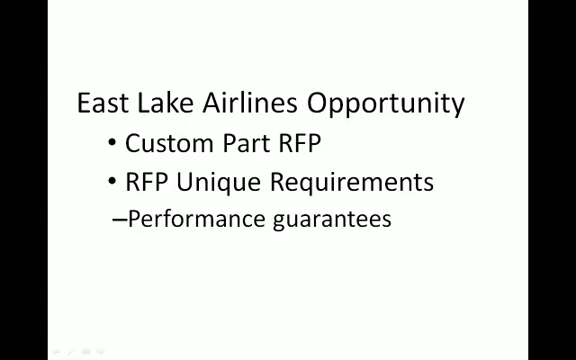 East Lake Airlines Opportunity
• Custom Part RFP
• RFP Unique Requirements
–Performance guarantees